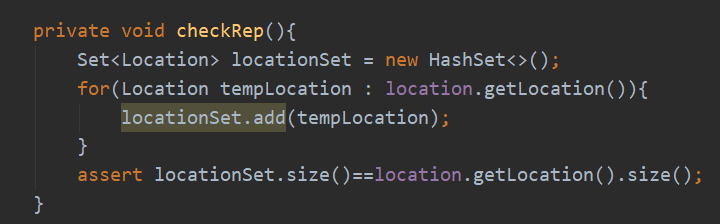 private void checkRep(){
Set<Location> locationSet = new HashSet<>();
for(Location tempLocation : location.getLocation()){
locationSet.add(tempLocation);
}
assert locationSet.size()==location.getLocation().size();
}